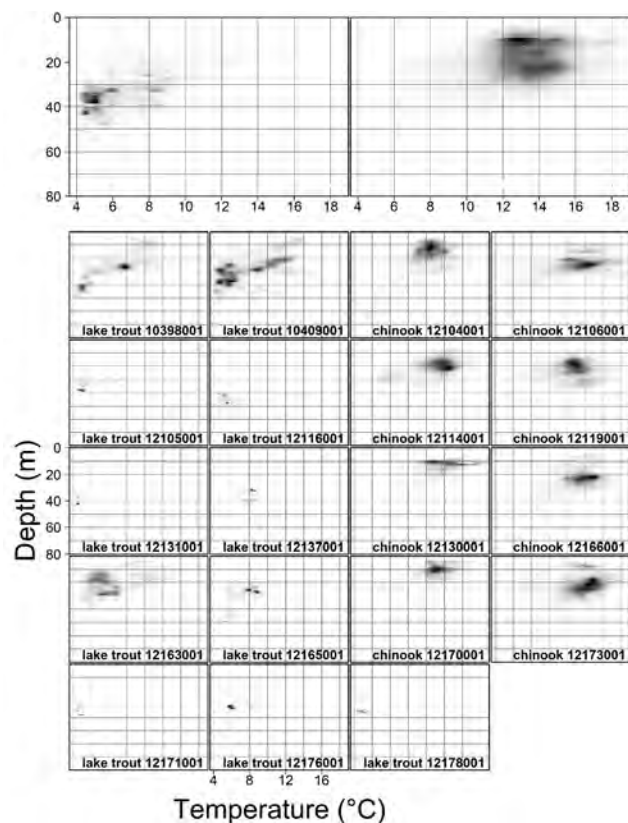 0
20
40
60
80
4 6 8 10 12 14 16 18 4 6 8 10 12 14 16 18
lake trout 10398001 lake trout 10409001 chinook 12104001 chinook 12106001
lake trout 12105001 lake trout 12116001 chinook 12114001 chinook 12119001
Depth (m)
0
20
40
60
80
lake trout 12131001 lake trout 12137001 chinook 12130001 chinook 12166001
lake trout 12163001 lake trout 12165001 chinook 12170001 chinook 12173001
lake trout 12171001 lake trout 12176001 lake trout 12178001
4 8 12 16
Temperature (°C)